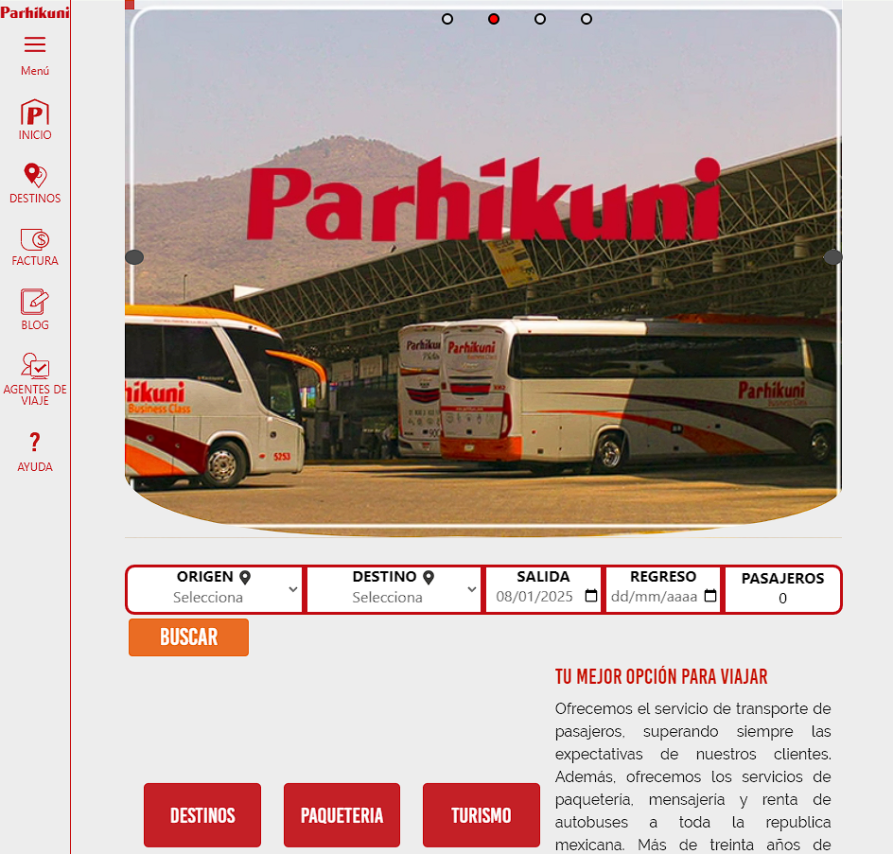 Parhikuni
Menú
INICIO
DESTINOS
FACTURA
BLOG
AGENTES DE
VIAJE
AYUDA
Parhikuni
Parhikuni
Business Class
5253
Parhikuni
Parhikuni
Parhikuni
Business Class
ORIGEN
Selecciona
DESTINO
Selecciona
SALIDA
08/01/2025
REGRESO
dd/mm/aaaa
PASAJEROS
0
BUSCAR
TU MEJOR OPCIÓN PARA VIAJAR
Ofrecemos el servicio de transporte de
pasajeros, superando siempre las
expectativas de nuestros clientes.
Además, ofrecemos los servicios de
paquetería, mensajería y renta de
autobuses a toda la republica
mexicana. Más de treinta años de
DESTINOS
PAQUETERIA
TURISMO